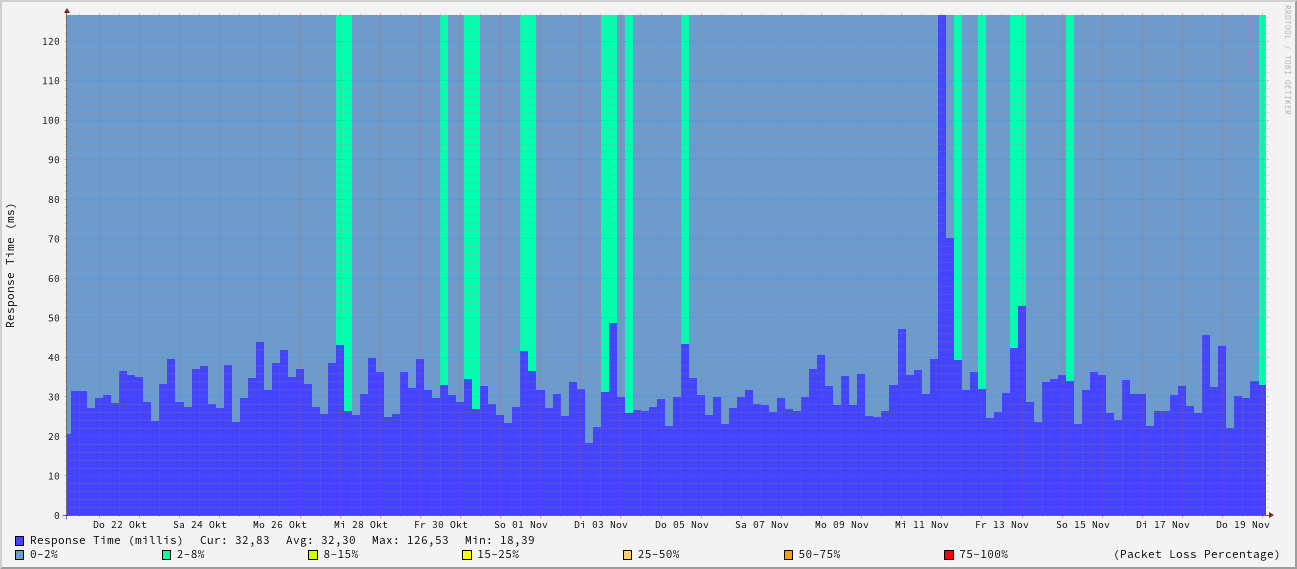 RRDTOOL / TOBI OETIKER
Response Time (ms)
120
110
100
90
80
70
60
50
40
30
20
10
0
Do 22 Okt Sa 24 Okt Mo 26 Okt Mi 28 Okt Fr 30 Okt So 01 Nov Di 03 Nov Do 05 Nov Sa 07 Nov Mo 09 Nov Mi 11 Nov Fr 13 Nov So 15 Nov Di 17 Nov Do 19 Nov
Response Time (millis) Cur: 32,83 Avg: 32,30 Max: 126,53 Min: 18,39
0-2% 2-8% 8-15% 15-25% 25-50% 50-75% 75-100% (Packet Loss Percentage)